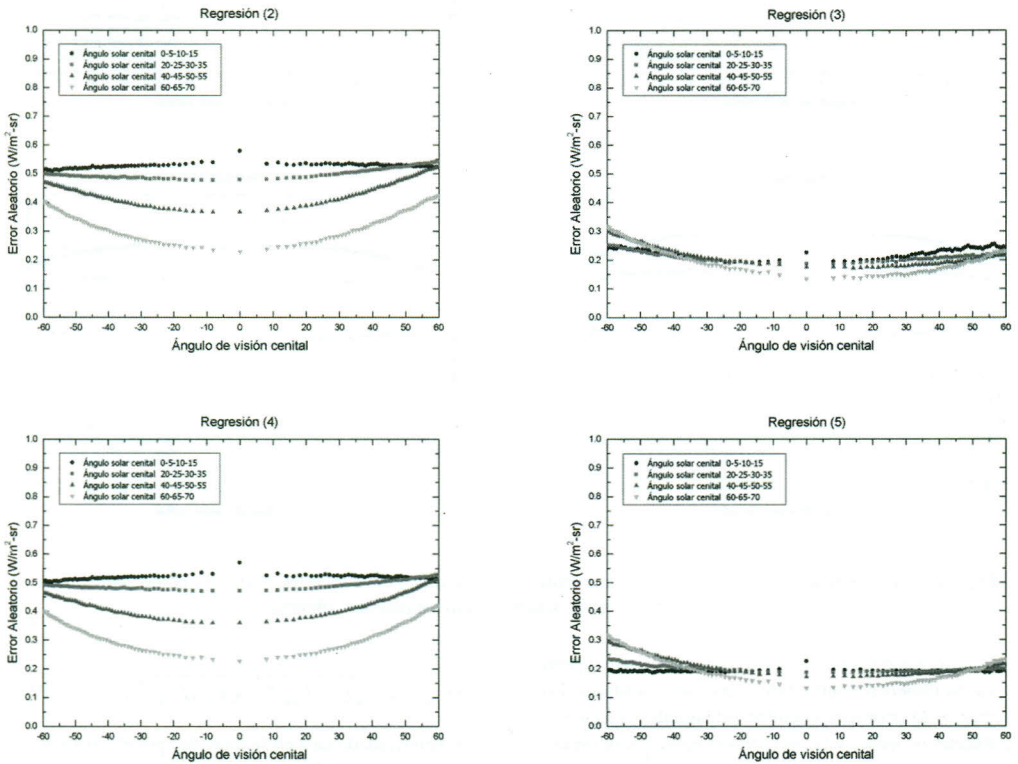 Regresión (2)
Error Aleatorio (W/m²-sr)
1.0
0.9
0.8
0.7
0.6
0.5
0.4
0.3
0.2
0.1
0.0
Ángulo solar cenital 0-5-10-15
Ángulo solar cenital 20-25-30-35
Ángulo solar cenital 40-45-50-55
Ángulo solar cenital 60-65-70
-60 -50 -40 -30 -20 -10 0 10 20 30 40 50 60
Ángulo de visión cenital
Regresión (3)
Error Aleatorio (W/m²-sr)
1.0
0.9
0.8
0.7
0.6
0.5
0.4
0.3
0.2
0.1
0.0
Ángulo solar cenital 0-5-10-15
Ángulo solar cenital 20-25-30-35
Ángulo solar cenital 40-45-50-55
Ángulo solar cenital 60-65-70
-60 -50 -40 -30 -20 -10 0 10 20 30 40 50 60
Ángulo de visión cenital
Regresión (4)
Error Aleatorio (W/m²-sr)
1.0
0.9
0.8
0.7
0.6
0.5
0.4
0.3
0.2
0.1
0.0
Ángulo solar cenital 0-5-10-15
Ángulo solar cenital 20-25-30-35
Ángulo solar cenital 40-45-50-55
Ángulo solar cenital 60-65-70
-60 -50 -40 -30 -20 -10 0 10 20 30 40 50 60
Ángulo de visión cenital
Regresión (5)
Error Aleatorio (W/m²-sr)
1.0
0.9
0.8
0.7
0.6
0.5
0.4
0.3
0.2
0.1
0.0
Ángulo solar cenital 0-5-10-15
Ángulo solar cenital 20-25-30-35
Ángulo solar cenital 40-45-50-55
Ángulo solar cenital 60-65-70
-60 -50 -40 -30 -20 -10 0 10 20 30 40 50 60
Ángulo de visión cenital